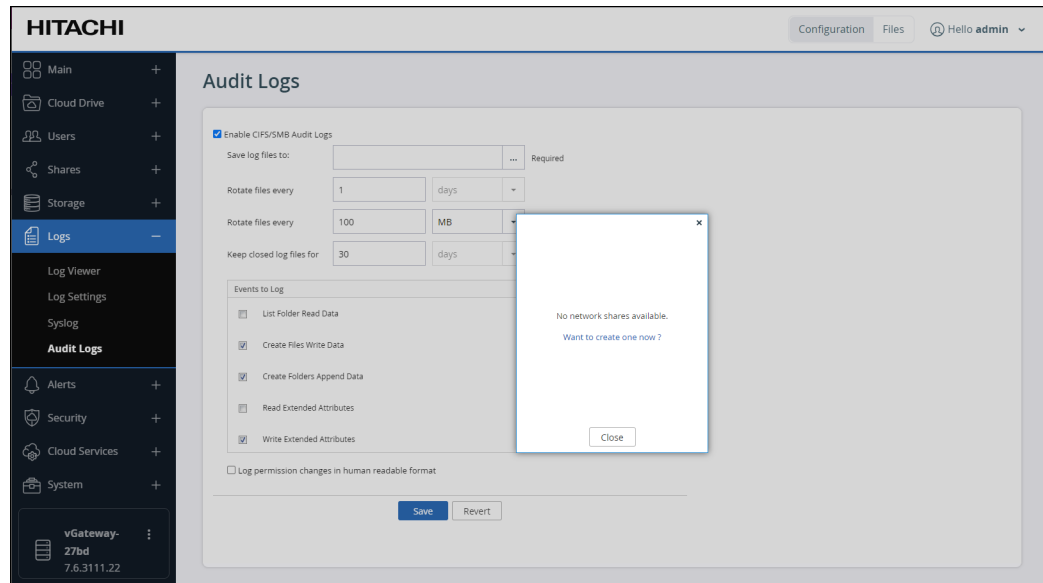 HITACHI
Configuration Files Hello admin
Main
Cloud Drive
Users
Shares
Storage
Logs
Log Viewer
Log Settings
Syslog
Audit Logs
Alerts
Security
Cloud Services
System
vGateway-
27bd
7.6.3111.22
Audit Logs
Enable CIFS/SMB Audit Logs
Save log files to: ... Required
Rotate files every 1 days
Rotate files every 100 MB
Keep closed log files for 30 days
Events to Log
List Folder Read Data
Create Files Write Data
Create Folders Append Data
Read Extended Attributes
Write Extended Attributes
Log permission changes in human readable format
Save Revert
No network shares available.
Want to create one now ?
Close